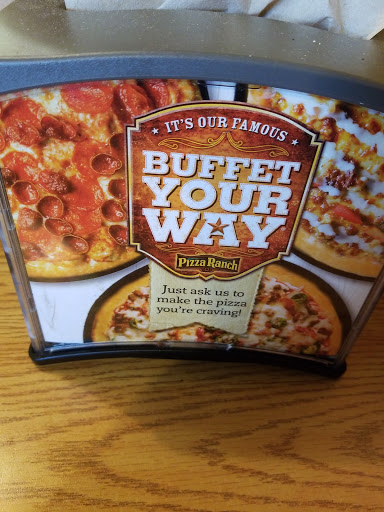 IT'S OUR FAMOUS
BUFFET
YOUR
WAY
Pizza Ranch
Just ask us to
make the pizza
you're craving!